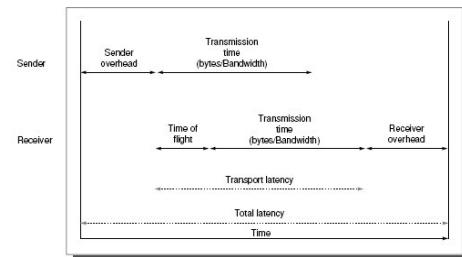 Sender
Sender
overhead
Transmission
time
(bytes/Bandwidth)
Receiver
Time of
flight
Transmission
time
(bytes/Bandwidth)
Receiver
overhead
Transport latency
Total latency
Time